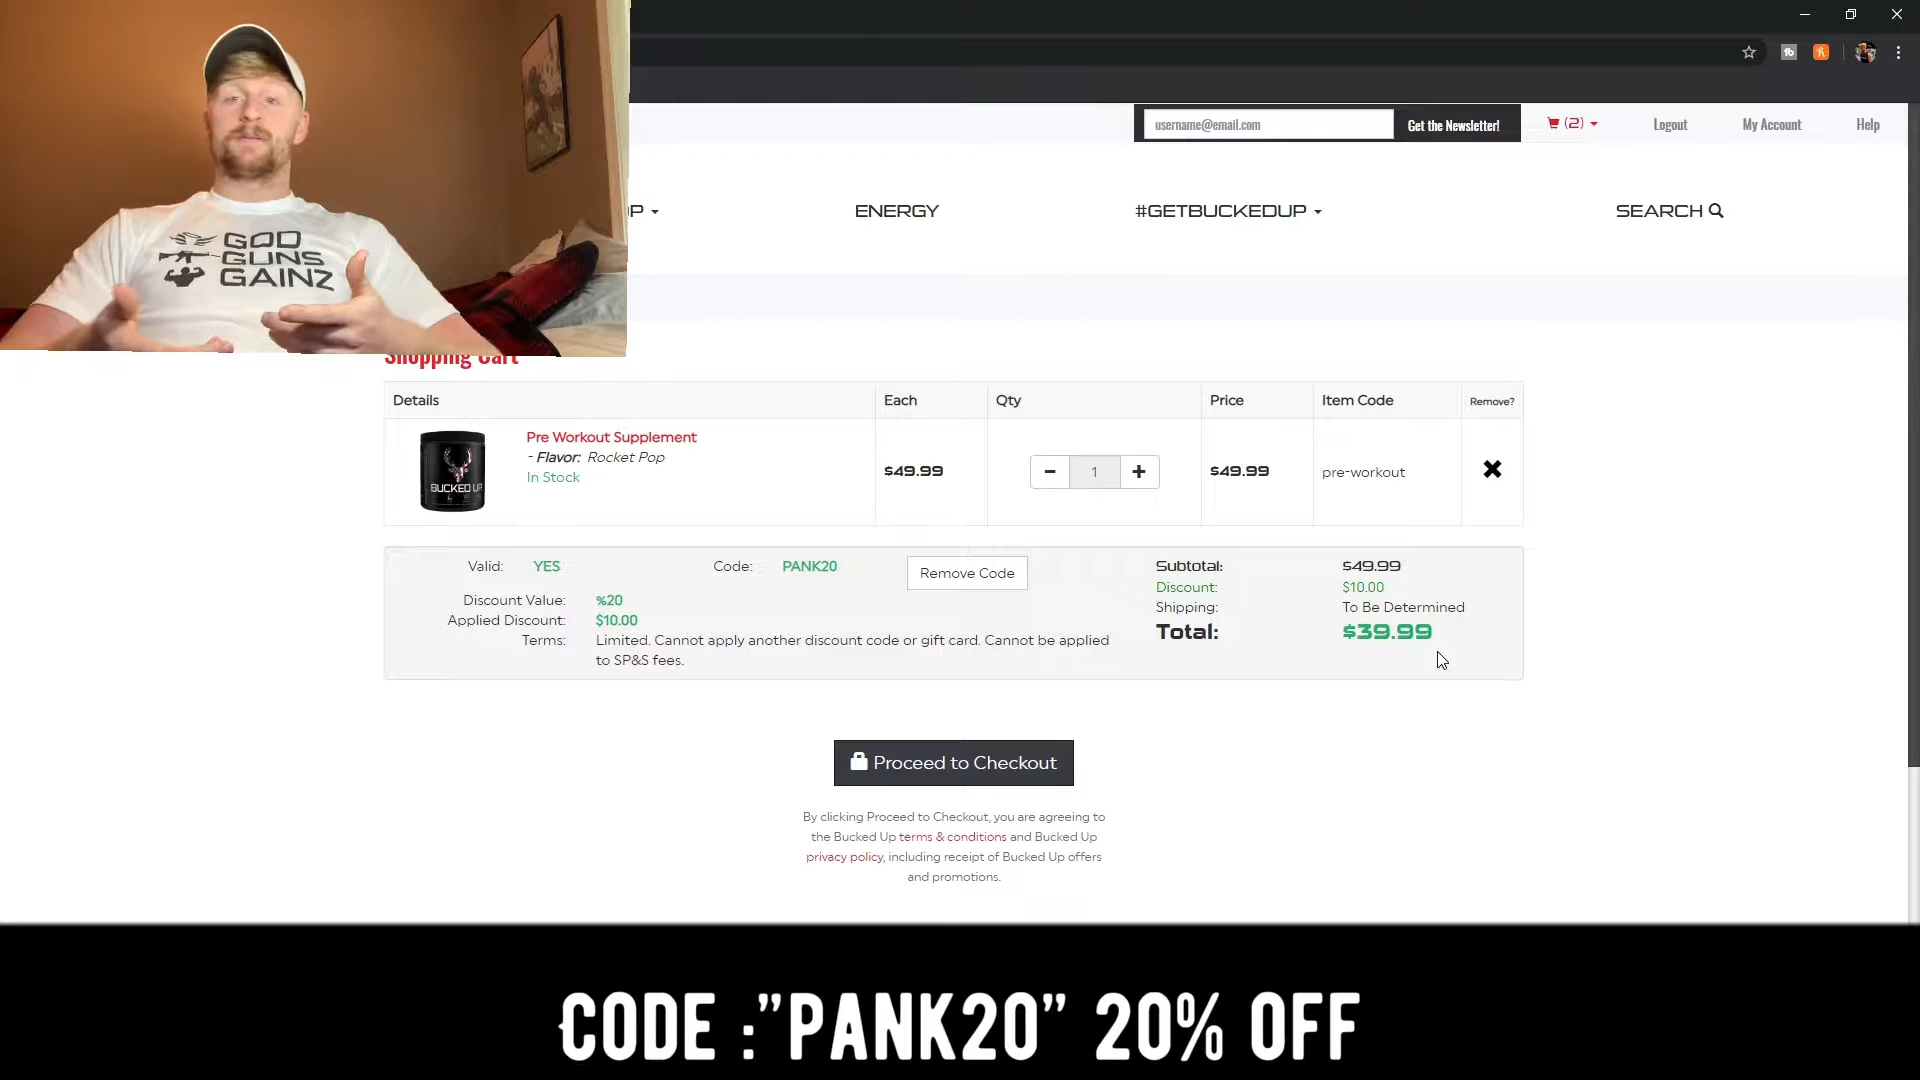 GOD
GUNS
GAINZ
username@email.com
Get the Newsletter!
(2)
Logout
My Account
Help
P
ENERGY
#GETBUCKEDUP
SEARCH
Shopping Cart
Details
Each
Qty
Price
Item Code
Remove?
BUCKED UP
Pre Workout Supplement
- Flavor: Rocket Pop
In Stock
$49.99
1
$49.99
pre-workout
Valid: YES
Code: PANK20
Remove Code
Discount Value: %20
Applied Discount: $10.00
Terms: Limited. Cannot apply another discount code or gift card. Cannot be applied
to SP&S fees.
Subtotal: $49.99
Discount: $10.00
Shipping: To Be Determined
Total: $39.99
Proceed to Checkout
By clicking Proceed to Checkout, you are agreeing to
the Bucked Up terms & conditions and Bucked Up
privacy policy, including receipt of Bucked Up offers
and promotions.
CODE :"PANK20" 20% OFF